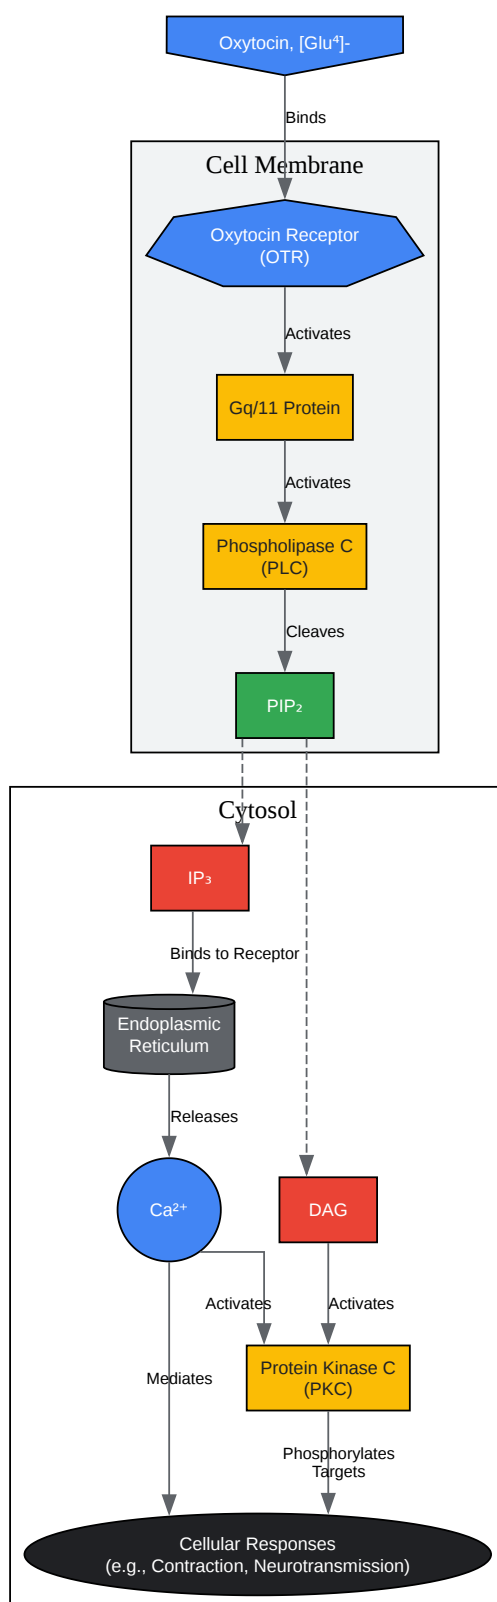 Oxytocin, [Glu⁴]-
Binds
Cell Membrane
Oxytocin Receptor
(OTR)
Activates
Gq/11 Protein
Activates
Phospholipase C
(PLC)
Cleaves
PIP₂
Cytosol
IP₃
Binds to Receptor
Endoplasmic
Reticulum
Releases
Ca²⁺
DAG
Activates
Activates
Protein Kinase C
(PKC)
Mediates
Phosphorylates
Targets
Cellular Responses
(e.g., Contraction, Neurotransmission)